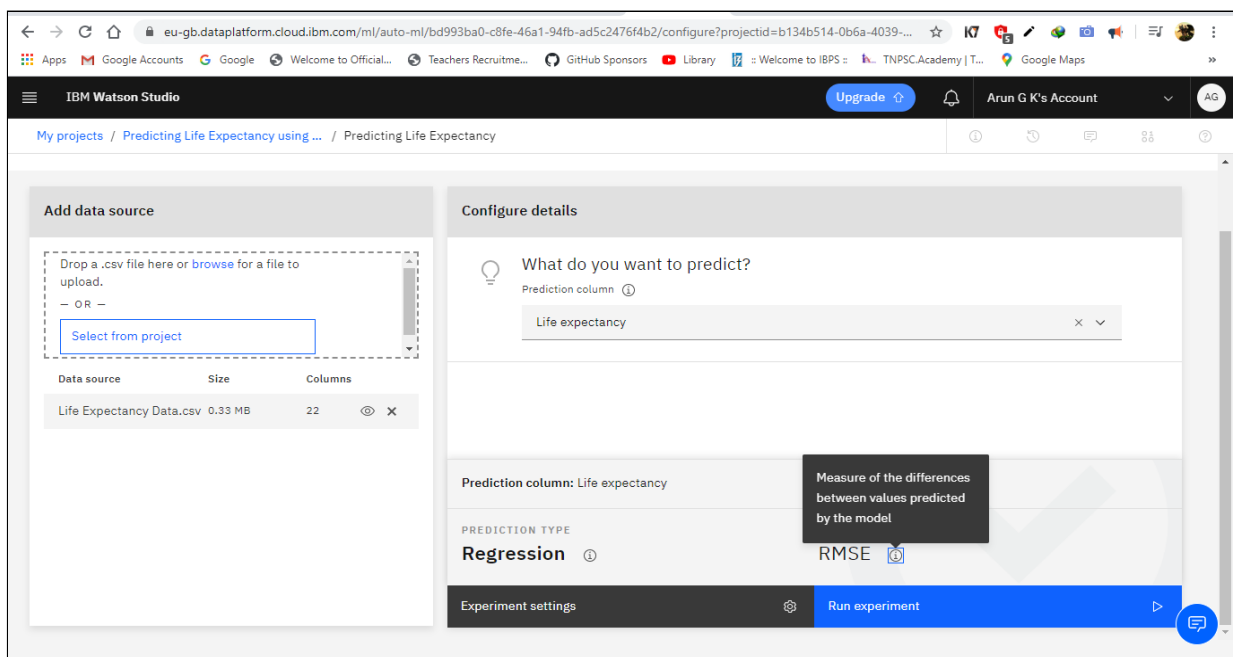 eu-gb.dataplatform.cloud.ibm.com/ml/auto-ml/bd993ba0-c8fe-46a1-94fb-ad5c2476f4b2/configure?projectid=b134b514-0b6a-4039-...
Apps Google Accounts Google Welcome to Official... Teachers Recruitme... GitHub Sponsors Library :: Welcome to IBPS :: TNPSC.Academy | T... Google Maps »
IBM Watson Studio Upgrade Arun G K's Account AG
My projects / Predicting Life Expectancy using ... / Predicting Life Expectancy
Add data source
Drop a .csv file here or browse for a file to
upload.
— OR —
Select from project
Data source Size Columns
Life Expectancy Data.csv 0.33 MB 22
Configure details
What do you want to predict?
Prediction column
Life expectancy
Prediction column: Life expectancy
Measure of the differences
between values predicted
by the model
PREDICTION TYPE
Regression
RMSE
Experiment settings
Run experiment